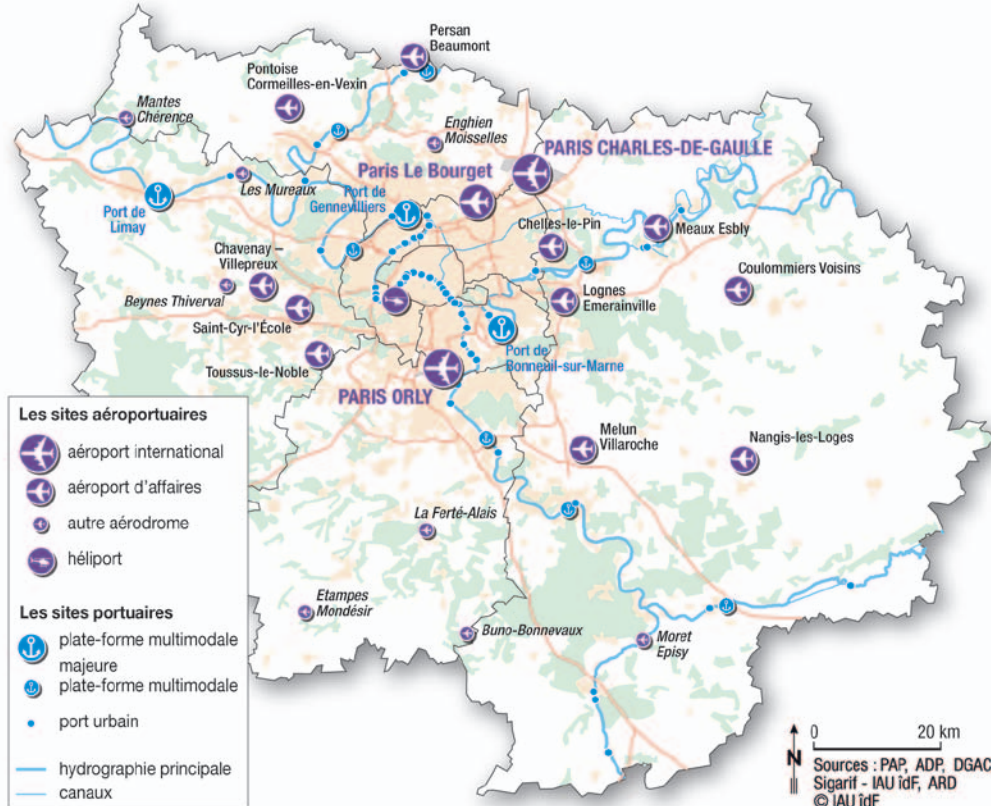 Persan
Beaumont
Pontoise
Cormeilles-en-Vexin
Mantes
Chérence
Enghien
Moisselles
PARIS CHARLES-DE-GAULLE
Paris Le Bourget
Les Mureaux
Port de
Gennevilliers
Port de
Limay
Chelles-le-Pin
Meaux Esbly
Chavenay –
Villepreux
Coulommiers Voisins
Beynes Thiverval
Lognes
Emerainville
Saint-Cyr-l'École
Port de
Bonneuil-sur-Marne
Toussus-le-Noble
PARIS ORLY
Melun
Villaroche
Nangis-les-Loges
La Ferté-Alais
Etampes
Mondésir
Buno-Bonnevaux
Moret
Episy
Les sites aéroportuaires
aéroport international
aéroport d'affaires
autre aérodrome
héliport
Les sites portuaires
plate-forme multimodale
majeure
plate-forme multimodale
port urbain
hydrographie principale
canaux
0 20 km
N
Sources : PAP, ADP, DGAC
Sigarif - IAU îdF, ARD
© IAU îdF